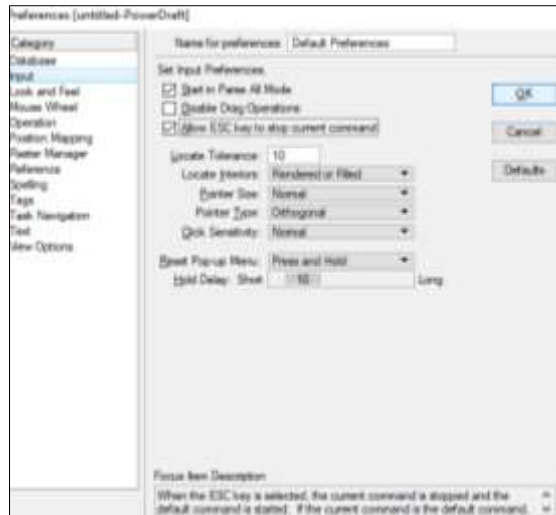 Preferences [untitled-PowerDraft]
Category
Database
Input
Look and Feel
Mouse Wheel
Operation
Position Mapping
Raster Manager
Reference
Spelling
Tags
Task Navigation
Text
View Options
Name for preferences: Default Preferences
Set Input Preferences
Start in Parse All Mode
Disable Drag Operations
Allow ESC key to stop current command
Locate Tolerance: 10
Locate Interiors: Rendered or Filled
Pointer Size: Normal
Pointer Type: Orthogonal
Click Sensitivity: Normal
Reset Pop-up Menu: Press and Hold
Hold Delay: Short 10 Long
OK
Cancel
Defaults
Focus Item Description
When the ESC key is selected, the current command is stopped and the
default command is started. If the current command is the default command,